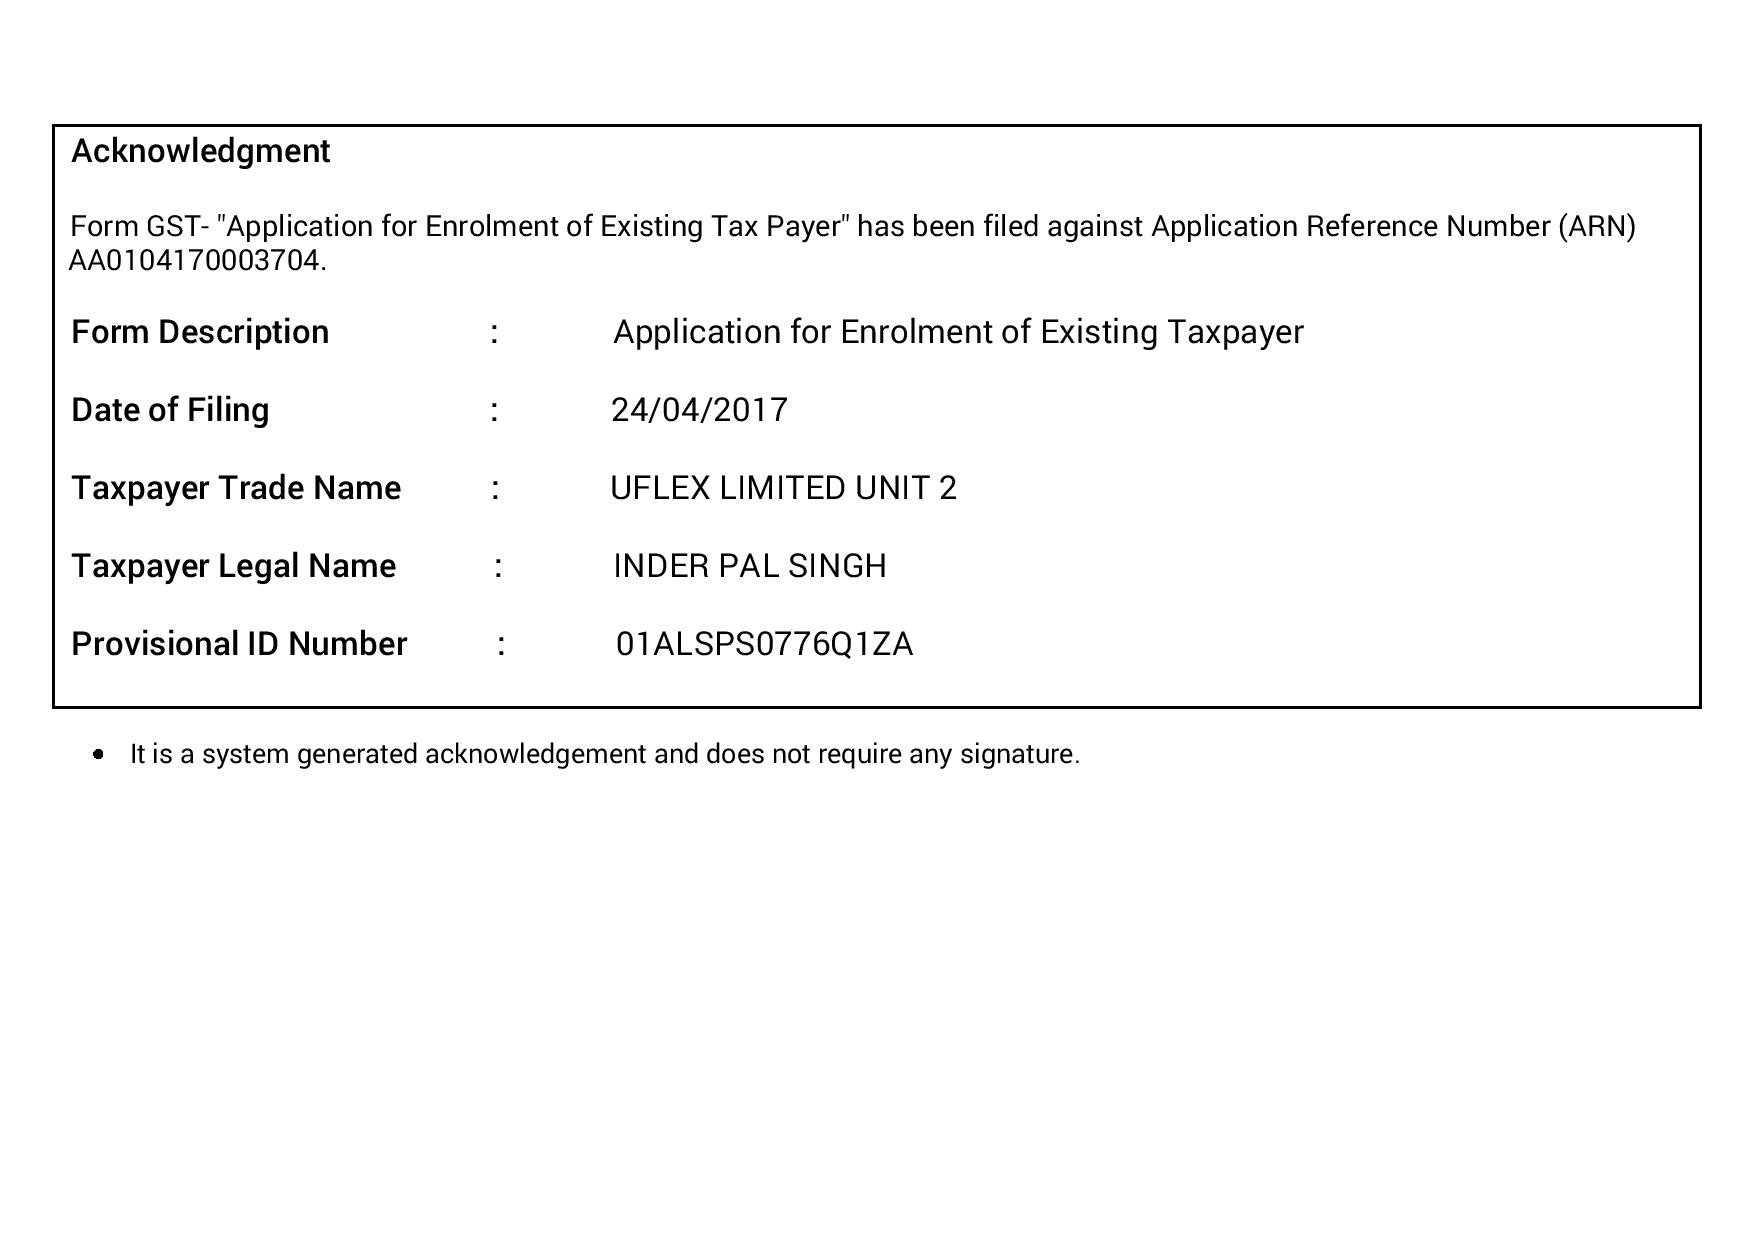 Acknowledgment
Form GST- "Application for Enrolment of Existing Tax Payer" has been filed against Application Reference Number (ARN)
AA0104170003704.
Form Description : Application for Enrolment of Existing Taxpayer
Date of Filing : 24/04/2017
Taxpayer Trade Name : UFLEX LIMITED UNIT 2
Taxpayer Legal Name : INDER PAL SINGH
Provisional ID Number : 01ALSPS0776Q1ZA
• It is a system generated acknowledgement and does not require any signature.